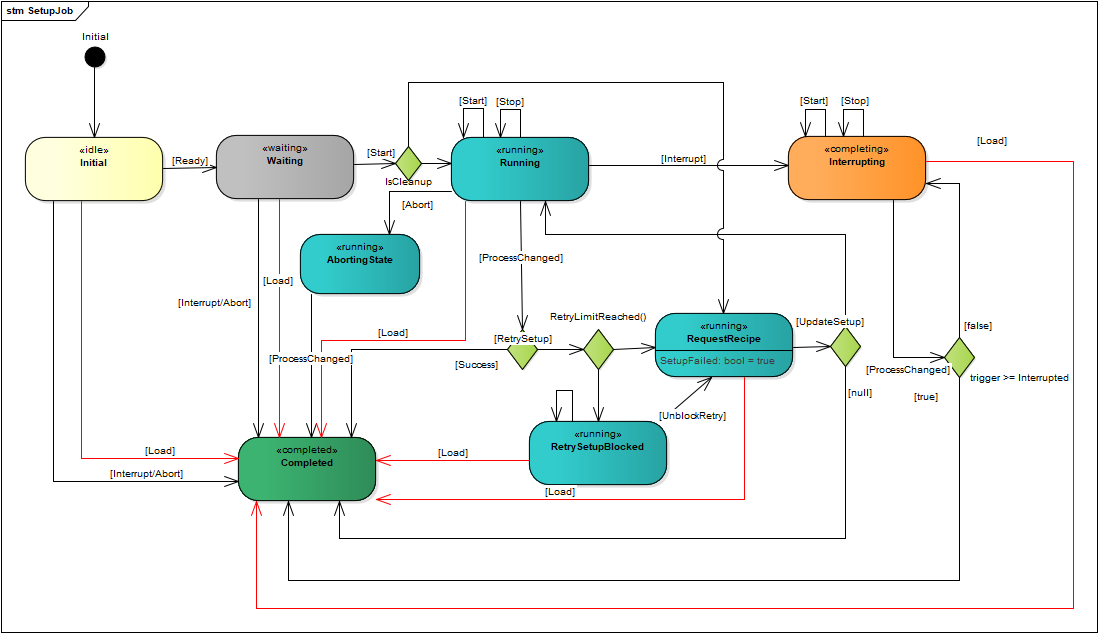 stm SetupJob
Initial
[Start]
[Stop]
[Start]
[Stop]
«idle»
Initial
[Ready]
«waiting»
Waiting
[Start]
IsCleanup
«running»
Running
[Interrupt]
«completing»
Interrupting
[Load]
[Abort]
«running»
AbortingState
[ProcessChanged]
[Load]
[Interrupt/Abort]
[Load]
[ProcessChanged]
[Success]
[RetrySetup]
RetryLimitReached()
«running»
RequestRecipe
SetupFailed: bool = true
[UpdateSetup]
[null]
[false]
[ProcessChanged]
trigger >= Interrupted
[true]
[UnblockRetry]
«running»
RetrySetupBlocked
«completed»
Completed
[Load]
[Interrupt/Abort]
[Load]
[Load]